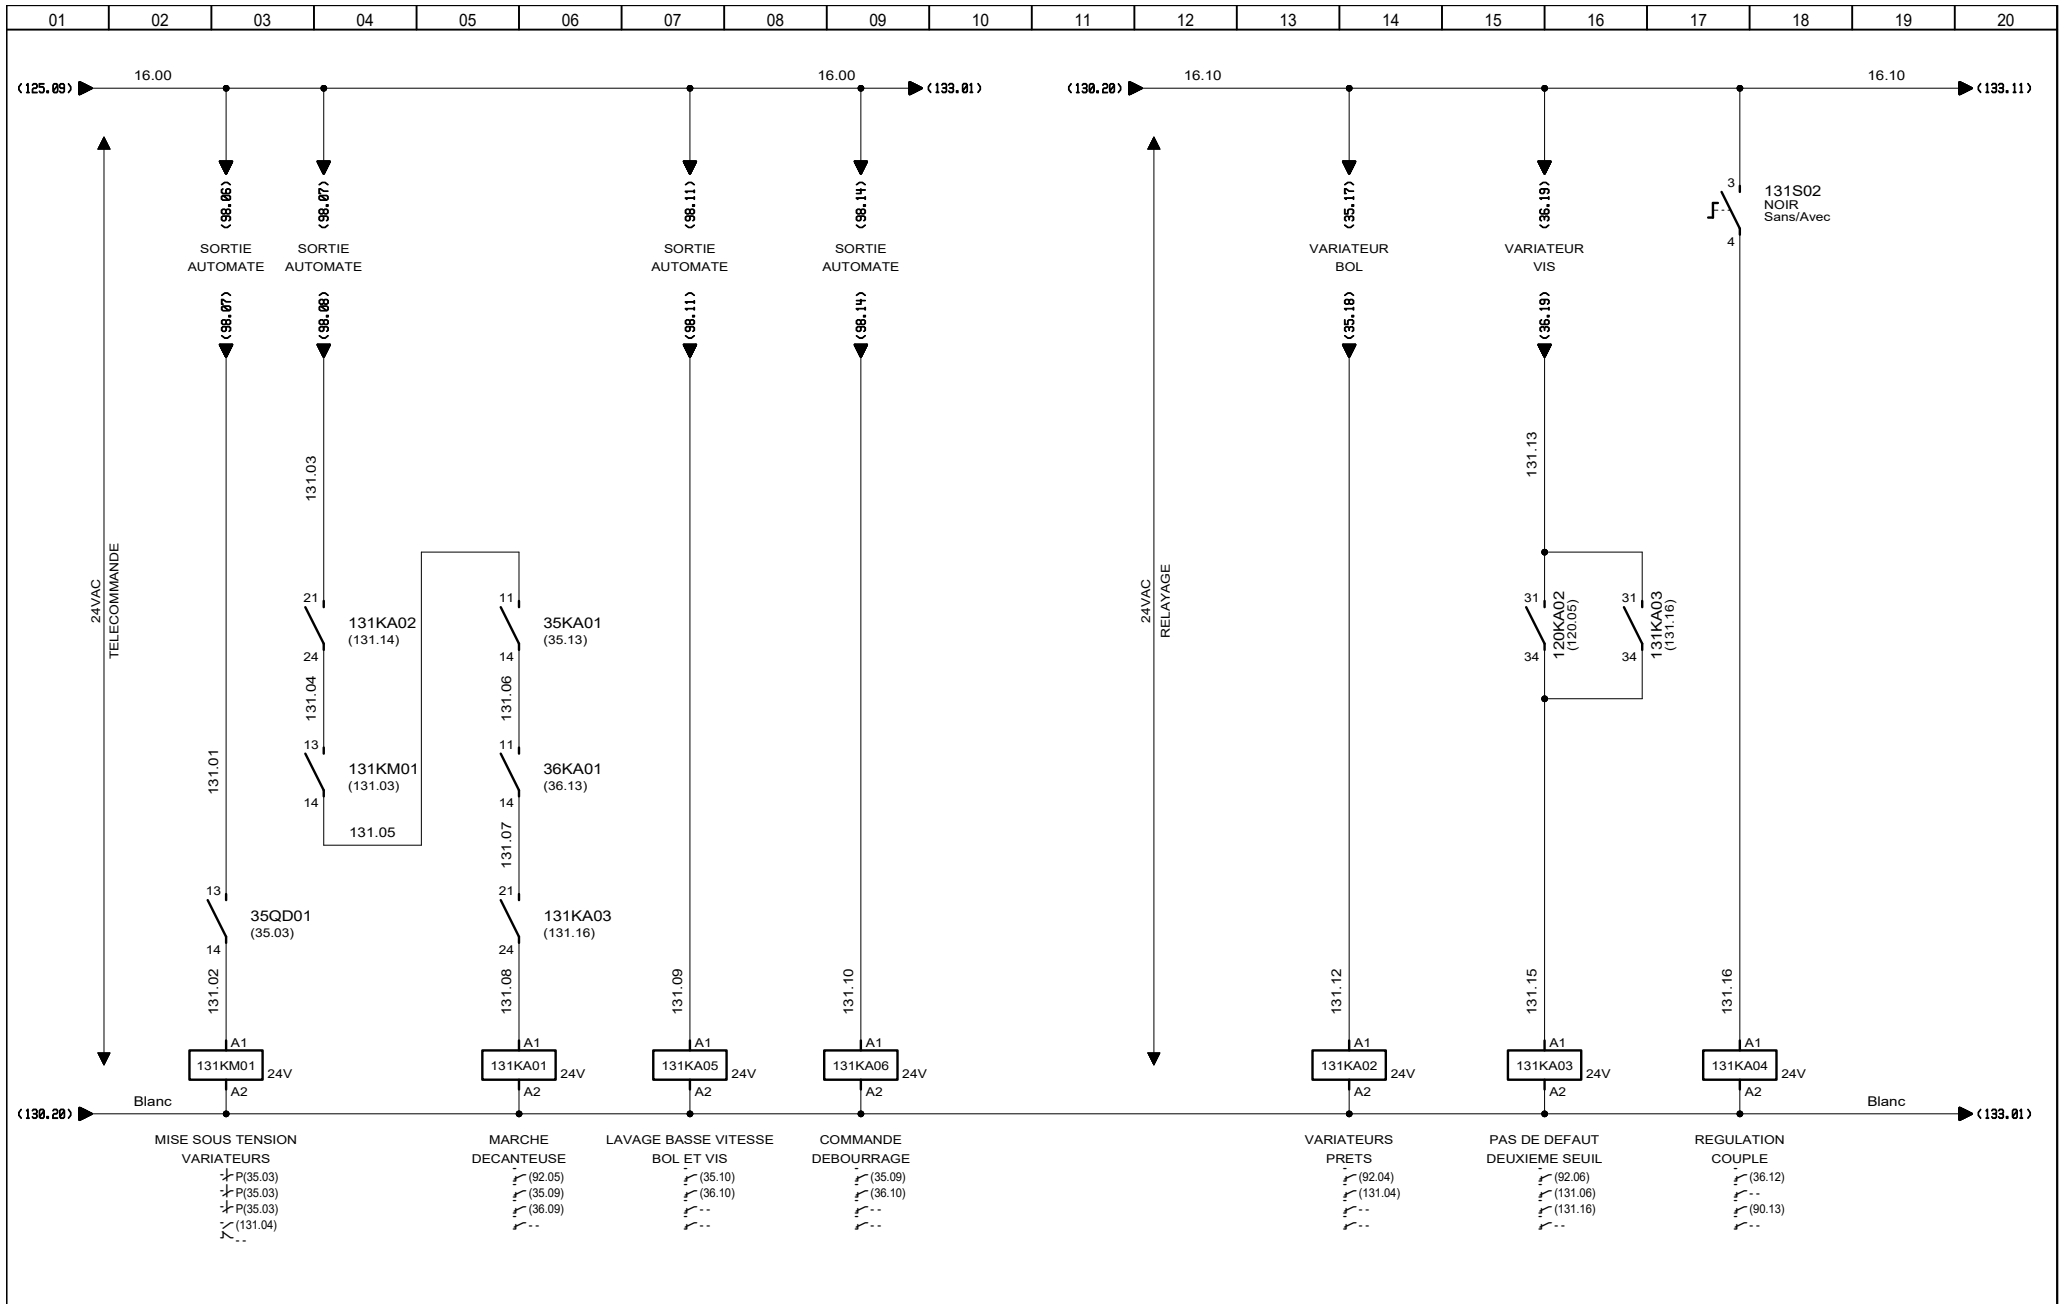 01 02 03 04 05 06 07 08 09 10 11 12 13 14 15 16 17 18 19 20
16.00 16.00 16.10 16.10
(125.09) (133.01) (130.20) (133.11)
(98.06) (98.07) (98.11) (98.14) (35.17) (36.19)
3
131S02
NOIR
Sans/Avec
4
SORTIE SORTIE SORTIE SORTIE VARIATEUR VARIATEUR
AUTOMATE AUTOMATE AUTOMATE AUTOMATE BOL VIS
(98.07) (98.08) (98.11) (98.14) (35.18) (36.19)
131.03
131.13
24VAC
TELECOMMANDE
24VAC
RELAYAGE
21
131KA02
(131.14)
24
11
35KA01
(35.13)
14
31
120KA02
(120.05)
34
31
131KA03
(131.16)
34
131.04
131.06
131.01
13
131KM01
(131.03)
14
11
36KA01
(36.13)
14
131.05
131.07
13
35QD01
(35.03)
14
21
131KA03
(131.16)
24
131.02 131.08 131.09 131.10 131.12 131.15 131.16
A1 A1 A1 A1 A1 A1 A1
131KM01 24V 131KA01 24V 131KA05 24V 131KA06 24V 131KA02 24V 131KA03 24V 131KA04 24V
A2 A2 A2 A2 A2 A2 A2
Blanc Blanc
(130.20) (133.01)
MISE SOUS TENSION
VARIATEURS
P(35.03)
P(35.03)
P(35.03)
(131.04)
--
MARCHE
DECANTEUSE
(92.05)
(35.09)
(36.09)
--
LAVAGE BASSE VITESSE
BOL ET VIS
(35.10)
(36.10)
--
--
COMMANDE
DEBOURRAGE
(35.09)
(36.10)
--
--
VARIATEURS
PRETS
(92.04)
(131.04)
--
--
PAS DE DEFAUT
DEUXIEME SEUIL
(92.06)
(131.06)
(131.16)
--
REGULATION
COUPLE
(36.12)
--
(90.13)
--